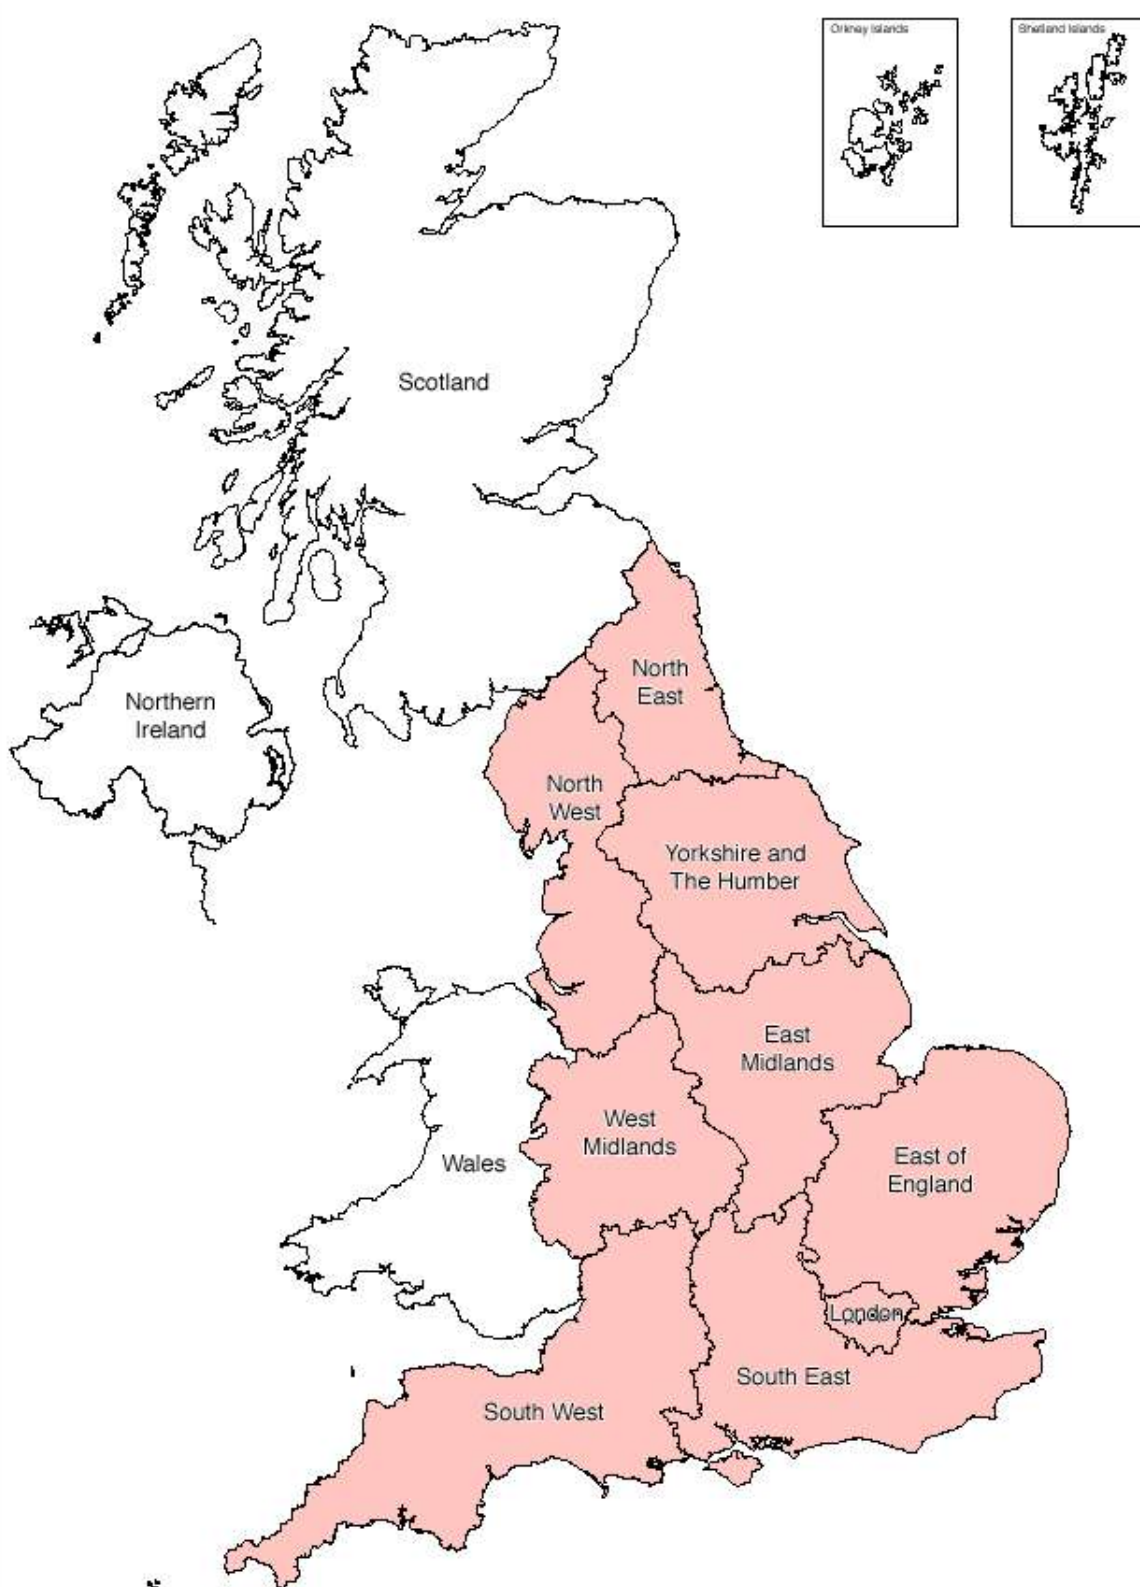 Orkney Islands
Shetland Islands
Scotland
North
East
Northern
Ireland
North
West
Yorkshire and
The Humber
East
Midlands
West
Midlands
Wales
East of
England
London
South East
South West